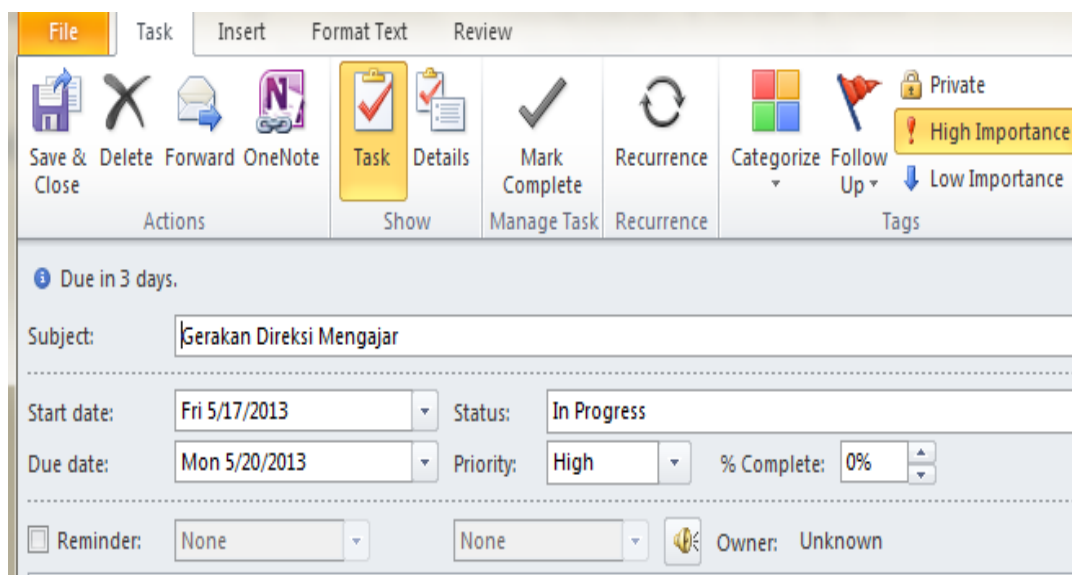 File Task Insert Format Text Review
Save & Close Delete Forward OneNote Task Details Mark Complete Recurrence Categorize Follow Up Private
High Importance
Low Importance
Actions Show Manage Task Recurrence Tags
Due in 3 days.
Subject: Gerakan Direksi Mengajar
Start date: Fri 5/17/2013 Status: In Progress
Due date: Mon 5/20/2013 Priority: High % Complete: 0%
Reminder: None None Owner: Unknown